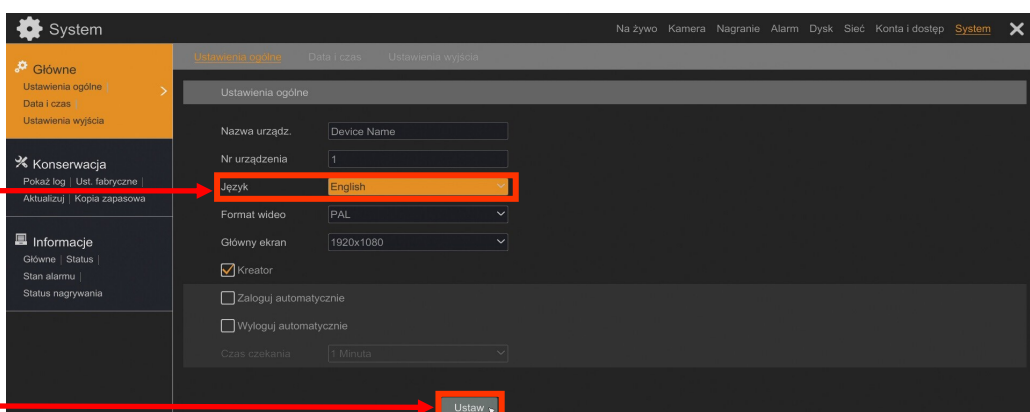 System
Na żywo Kamera Nagranie Alarm Dysk Sieć Konta i dostęp System
Główne
Ustawienia ogólne |
Data i czas |
Ustawienia wyjścia
Konserwacja
Pokaż log | Ust. fabryczne |
Aktualizuj | Kopia zapasowa
Informacje
Główne | Status |
Stan alarmu |
Status nagrywania
Ustawienia ogólne Data i czas Ustawienia wyjścia
Ustawienia ogólne
Nazwa urządz. Device Name
Nr urządzenia 1
Język English
Format wideo PAL
Główny ekran 1920x1080
Kreator
Zaloguj automatycznie
Wyloguj automatycznie
Czas czekania 1 Minuta
Ustaw